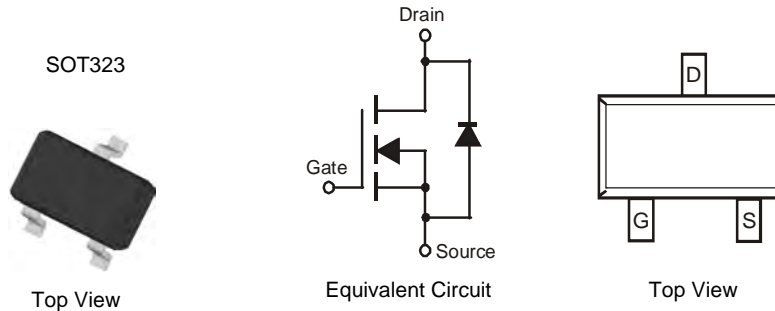 SOT323
Top View
Drain
Gate
Source
Equivalent Circuit
D
G S
Top View